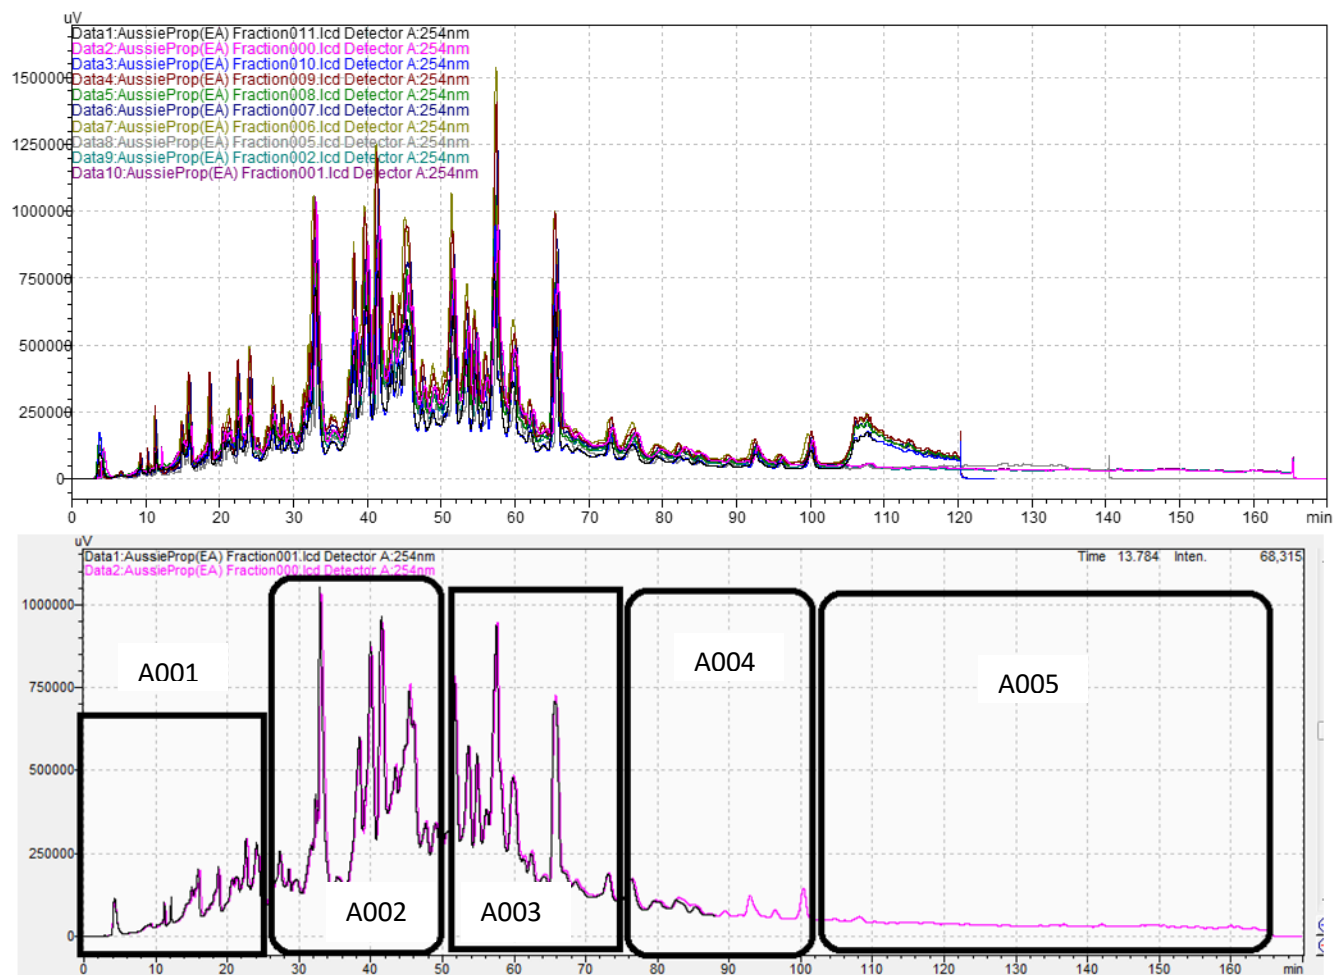 uV
Data1:AussieProp(EA) Fraction011.lcd Detector A:254nm
Data2:AussieProp(EA) Fraction000.lcd Detector A:254nm
Data3:AussieProp(EA) Fraction010.lcd Detector A:254nm
Data4:AussieProp(EA) Fraction009.lcd Detector A:254nm
Data5:AussieProp(EA) Fraction008.lcd Detector A:254nm
Data6:AussieProp(EA) Fraction007.lcd Detector A:254nm
Data7:AussieProp(EA) Fraction006.lcd Detector A:254nm
Data8:AussieProp(EA) Fraction005.lcd Detector A:254nm
Data9:AussieProp(EA) Fraction002.lcd Detector A:254nm
Data10:AussieProp(EA) Fraction001.lcd Detector A:254nm
1500000
1250000
1000000
750000
500000
250000
0
0 10 20 30 40 50 60 70 80 90 100 110 120 130 140 150 160 min
uV
Data1:AussieProp(EA) Fraction001.lcd Detector A:254nm Time 13.784 Inten. 68,315
Data2:AussieProp(EA) Fraction000.lcd Detector A:254nm
1000000
750000
500000
250000
0
A001
A002
A003
A004
A005
0 10 20 30 40 50 60 70 80 90 100 110 120 130 140 150 160 min